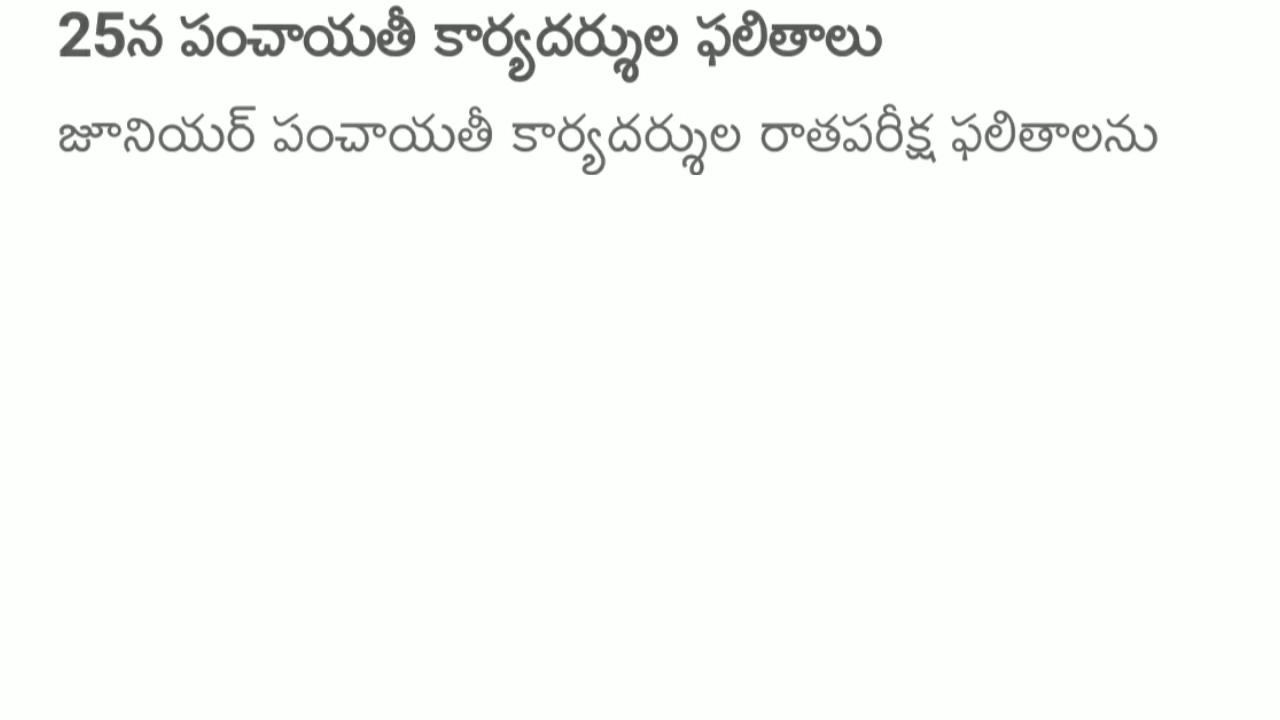 25న పంచాయతీ కార్యదర్శుల ఫలితాలు
జూనియర్ పంచాయతీ కార్యదర్శుల రాతపరీక్ష ఫలితాలను